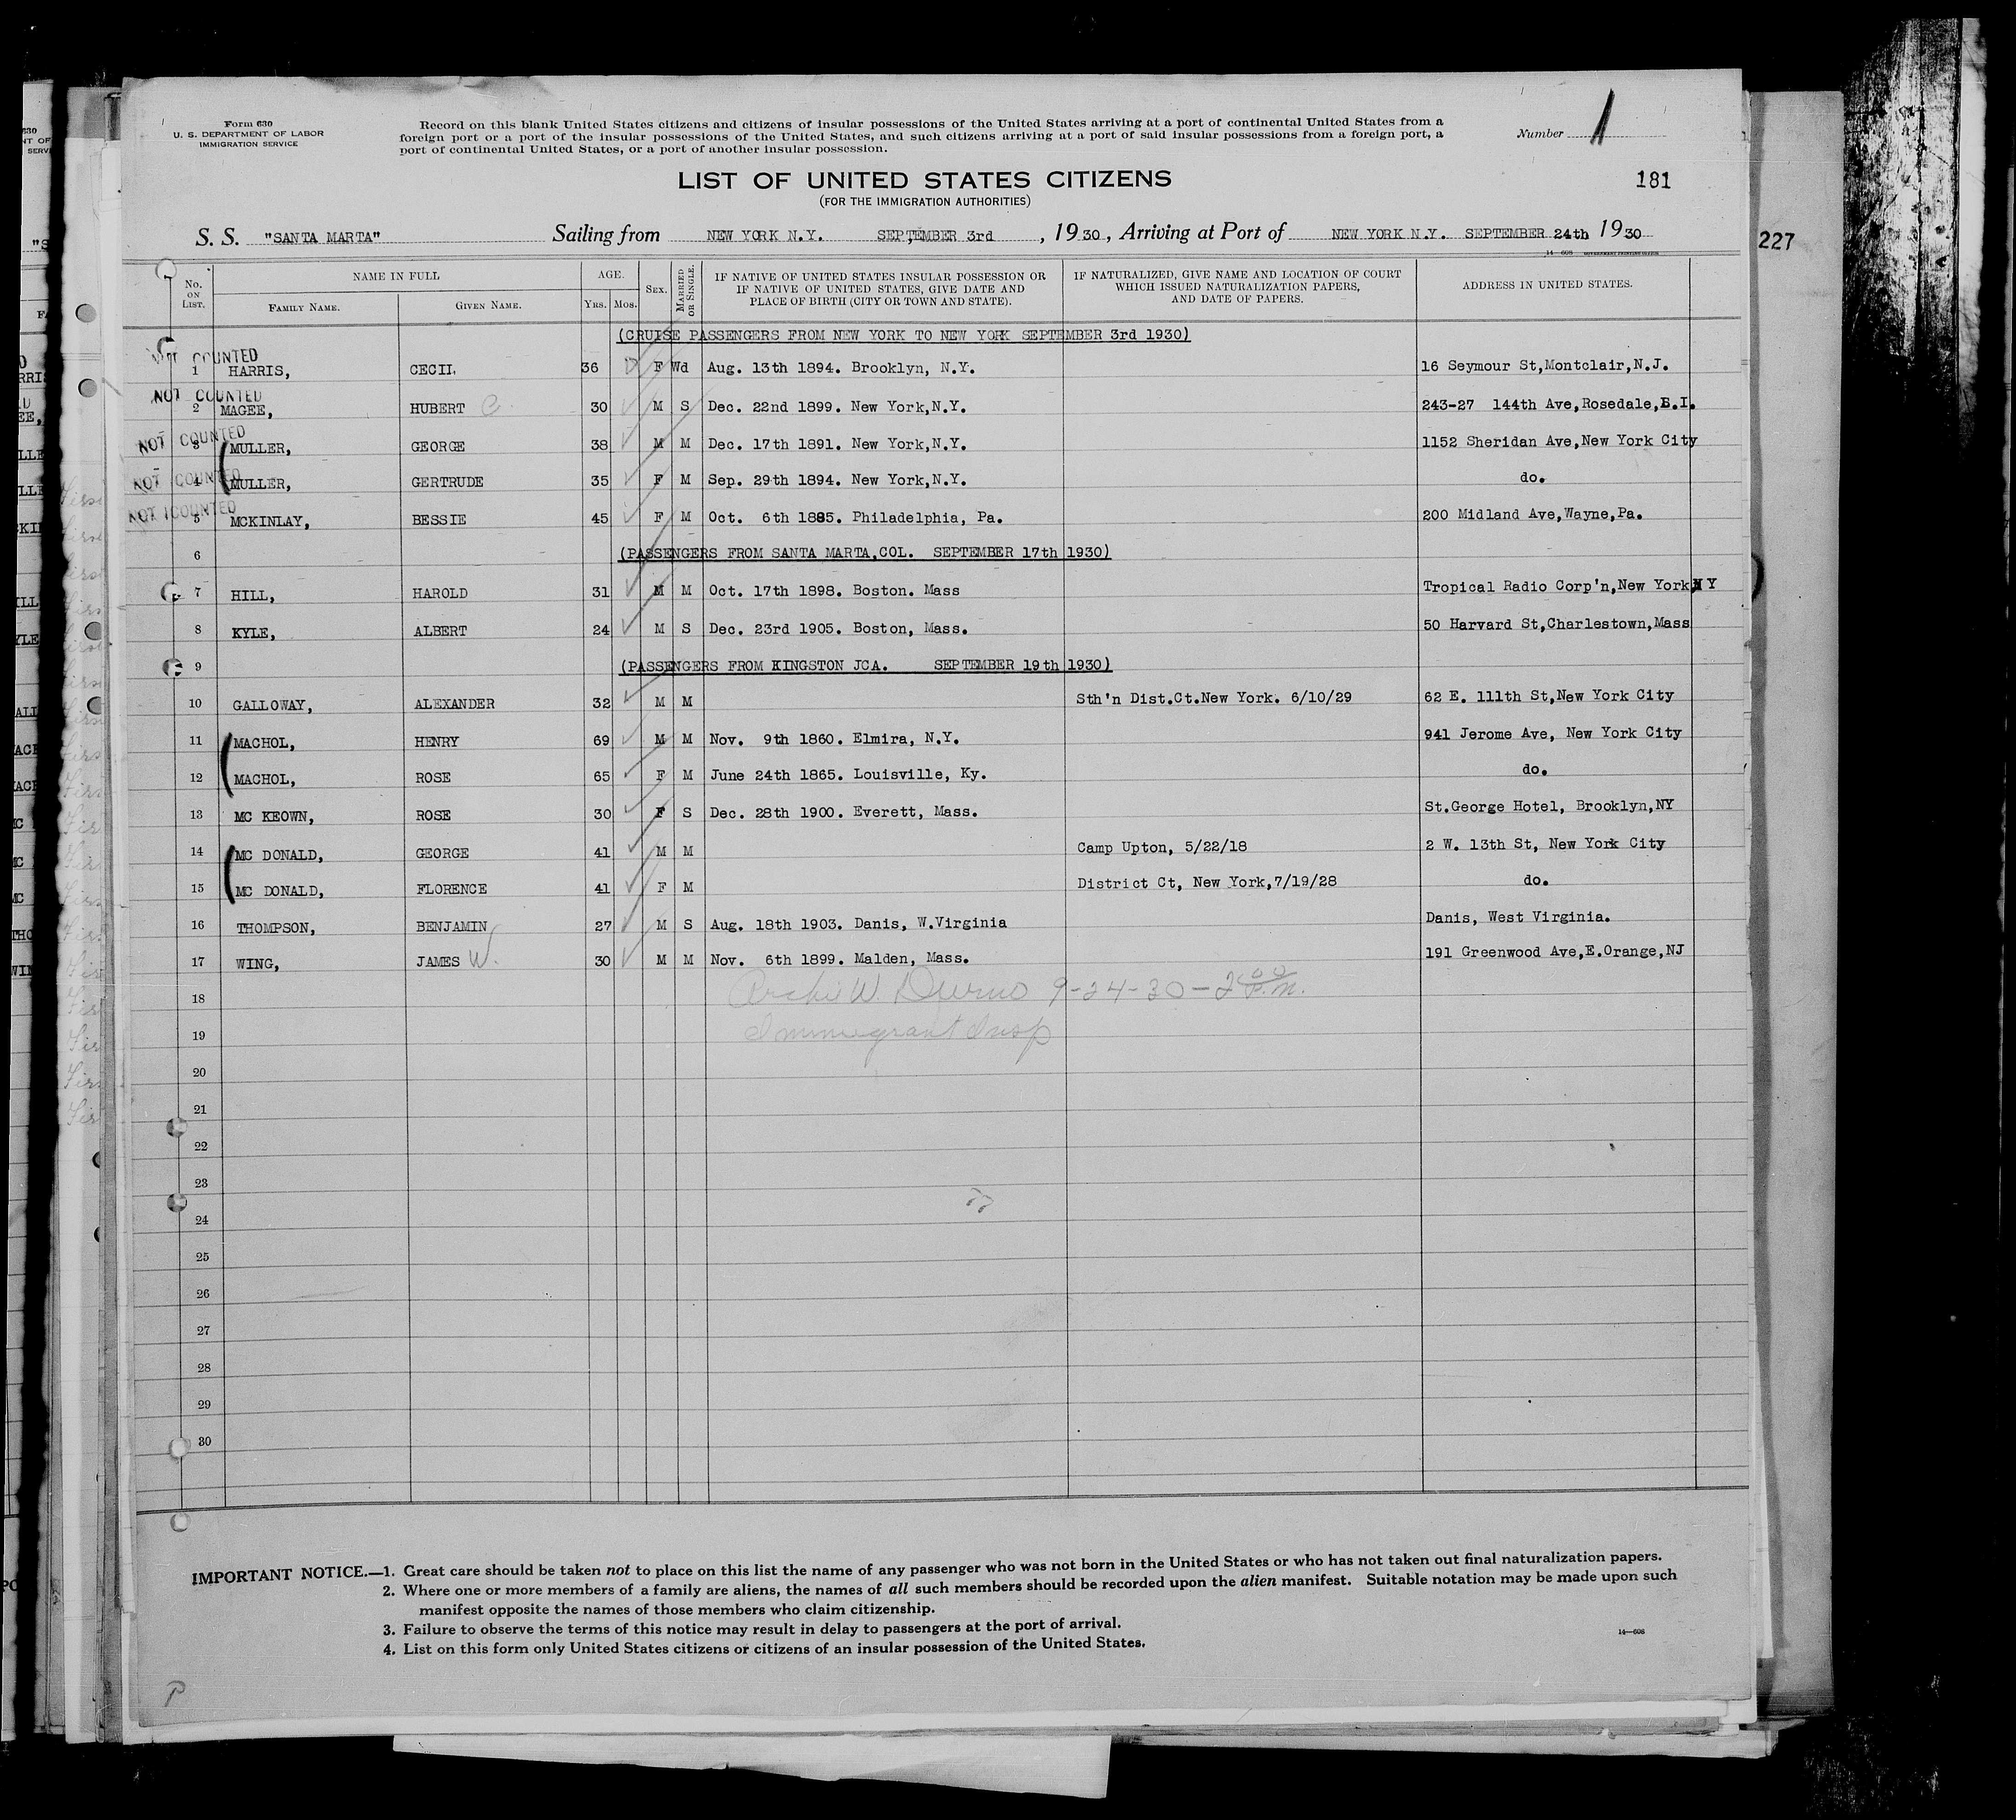 Form 630
U. S. DEPARTMENT OF LABOR
IMMIGRATION SERVICE
Record on this blank United States citizens and citizens of insular possessions of the United States arriving at a port of continental United States from a
foreign port or a port of the insular possessions of the United States, and such citizens arriving at a port of said insular possessions from a foreign port, a
port of continental United States, or a port of another insular possession.
Number 1
LIST OF UNITED STATES CITIZENS
(FOR THE IMMIGRATION AUTHORITIES)
181
227
S. S. "SANTA MARTA" Sailing from NEW YORK N.Y. SEPTEMBER 3rd, 1930, Arriving at Port of NEW YORK N.Y. SEPTEMBER 24th 1930
14-608 GOVERNMENT PRINTING OFFICE
No. ON LIST. NAME IN FULL FAMILY NAME. GIVEN NAME. AGE. YRS. MOS. SEX. MARRIED OR SINGLE. IF NATIVE OF UNITED STATES INSULAR POSSESSION OR IF NATIVE OF UNITED STATES, GIVE DATE AND PLACE OF BIRTH (CITY OR TOWN AND STATE). IF NATURALIZED, GIVE NAME AND LOCATION OF COURT WHICH ISSUED NATURALIZATION PAPERS, AND DATE OF PAPERS. ADDRESS IN UNITED STATES.
(CRUISE PASSENGERS FROM NEW YORK TO NEW YORK SEPTEMBER 3rd 1930)
NOT COUNTED
1 HARRIS, CECIL 36 F Wd Aug. 13th 1894. Brooklyn, N.Y. 16 Seymour St,Montclair,N.J.
NOT COUNTED
2 MAGEE, HUBERT C 30 M S Dec. 22nd 1899. New York,N.Y. 243-27 144th Ave,Rosedale,L.I.
NOT COUNTED
3 MULLER, GEORGE 38 M M Dec. 17th 1891. New York,N.Y. 1152 Sheridan Ave,New York City
NOT COUNTED
4 MULLER, GERTRUDE 35 F M Sep. 29th 1894. New York,N.Y. do.
NOT COUNTED
5 MCKINLAY, BESSIE 45 F M Oct. 6th 1885. Philadelphia, Pa. 200 Midland Ave,Wayne,Pa.
6 (PASSENGERS FROM SANTA MARTA,COL. SEPTEMBER 17th 1930)
7 HILL, HAROLD 31 M M Oct. 17th 1898. Boston. Mass Tropical Radio Corp'n,New York,NY
8 KYLE, ALBERT 24 M S Dec. 23rd 1905. Boston, Mass. 50 Harvard St,Charlestown,Mass
9 (PASSENGERS FROM KINGSTON JCA. SEPTEMBER 19th 1930)
10 GALLOWAY, ALEXANDER 32 M M Sth'n Dist.Ct.New York. 6/10/29 62 E. 111th St,New York City
11 MACHOL, HENRY 69 M M Nov. 9th 1860. Elmira, N.Y. 941 Jerome Ave, New York City
12 MACHOL, ROSE 65 F M June 24th 1865. Louisville, Ky. do.
13 MC KEOWN, ROSE 30 F S Dec. 28th 1900. Everett, Mass. St.George Hotel, Brooklyn,NY
14 MC DONALD, GEORGE 41 M M Camp Upton, 5/22/18 2 W. 13th St, New York City
15 MC DONALD, FLORENCE 41 F M District Ct, New York,7/19/28 do.
16 THOMPSON, BENJAMIN 27 M S Aug. 18th 1903. Danis, W.Virginia Danis, West Virginia.
17 WING, JAMES W. 30 M M Nov. 6th 1899. Malden, Mass. 191 Greenwood Ave,E.Orange,NJ
18 Archie W. 9-24-30-2 00 P.M.
19 Immigrant Insp
20
21
22
23
24
25
26
27
28
29
30
IMPORTANT NOTICE.—1. Great care should be taken not to place on this list the name of any passenger who was not born in the United States or who has not taken out final naturalization papers.
2. Where one or more members of a family are aliens, the names of all such members should be recorded upon the alien manifest. Suitable notation may be made upon such
manifest opposite the names of those members who claim citizenship.
3. Failure to observe the terms of this notice may result in delay to passengers at the port of arrival.
4. List on this form only United States citizens or citizens of an insular possession of the United States.
14-608
P